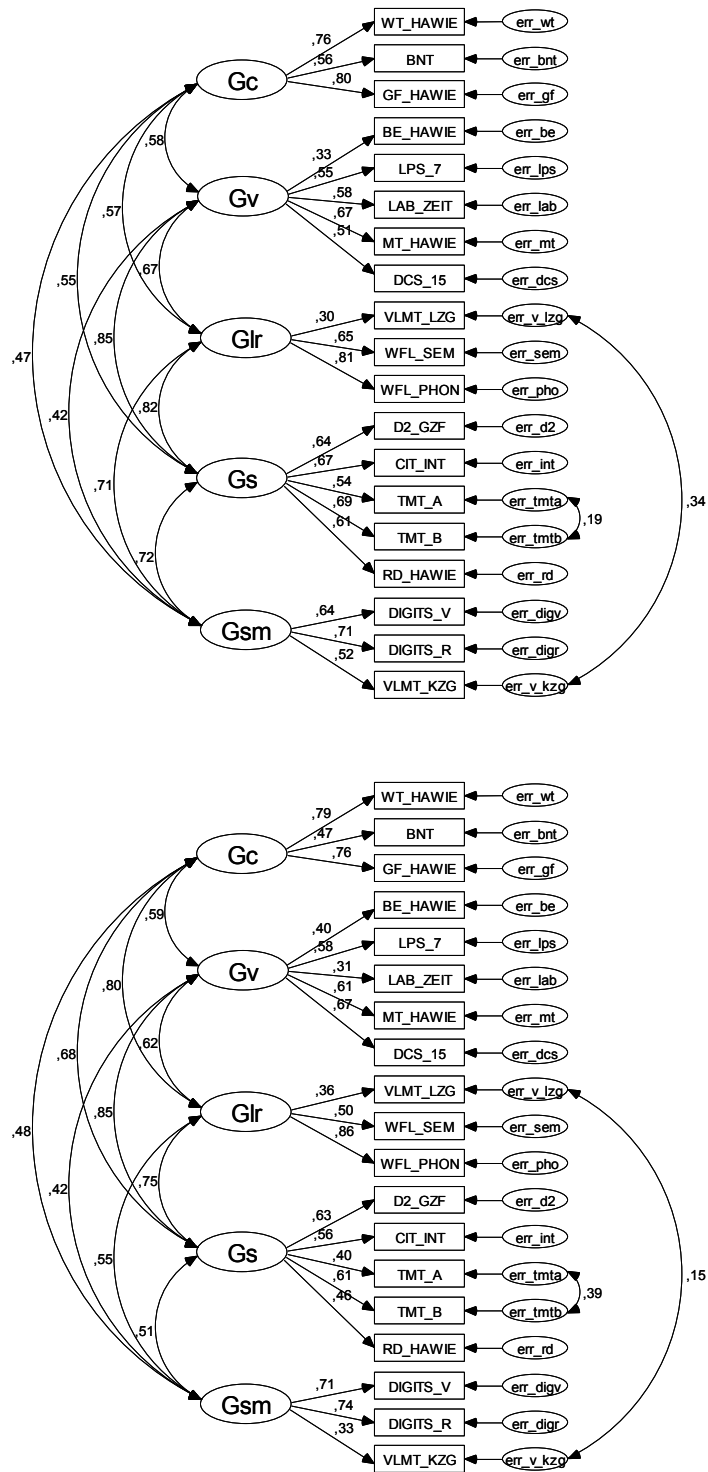 ,76
WT_HAWIE
err_wt
,56
BNT
err_bnt
Gc
,80
GF_HAWIE
err_gf
,58
,33
BE_HAWIE
err_be
,55
LPS_7
err_lps
Gv
,58
LAB_ZEIT
err_lab
,57
,67
MT_HAWIE
err_mt
,51
DCS_15
err_dcs
,67
,55
,30
VLMT_LZG
err_v_lzg
Glr
,65
WFL_SEM
err_sem
,85
,47
,81
WFL_PHON
err_pho
,82
,42
,64
D2_GZF
err_d2
,67
CIT_INT
err_int
Gs
,71
,54
TMT_A
err_tmta
,34
,69
TMT_B
err_tmtb
,19
,61
RD_HAWIE
err_rd
,72
,64
DIGITS_V
err_digv
Gsm
,71
DIGITS_R
err_digr
,52
VLMT_KZG
err_v_kzg
,79
WT_HAWIE
err_wt
,47
BNT
err_bnt
Gc
,76
GF_HAWIE
err_gf
,59
,40
BE_HAWIE
err_be
,58
LPS_7
err_lps
Gv
,31
LAB_ZEIT
err_lab
,80
,61
MT_HAWIE
err_mt
,67
DCS_15
err_dcs
,62
,68
,36
VLMT_LZG
err_v_lzg
Glr
,50
WFL_SEM
err_sem
,85
,48
,86
WFL_PHON
err_pho
,75
,42
,63
D2_GZF
err_d2
,56
CIT_INT
err_int
Gs
,55
,40
TMT_A
err_tmta
,15
,61
TMT_B
err_tmtb
,39
,46
RD_HAWIE
err_rd
,51
,71
DIGITS_V
err_digv
Gsm
,74
DIGITS_R
err_digr
,33
VLMT_KZG
err_v_kzg